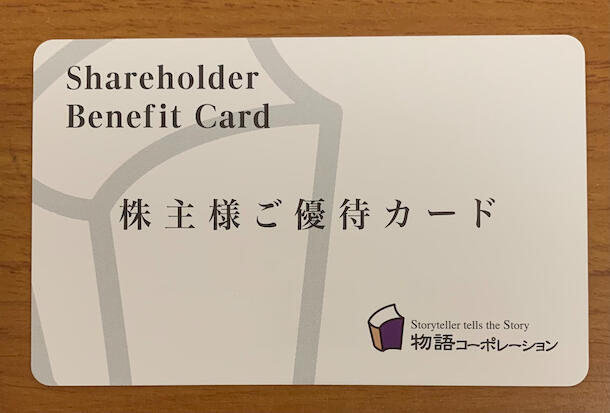 Shareholder
Benefit Card
株主様ご優待カード
Storyteller tells the Story
物語コーポレーション